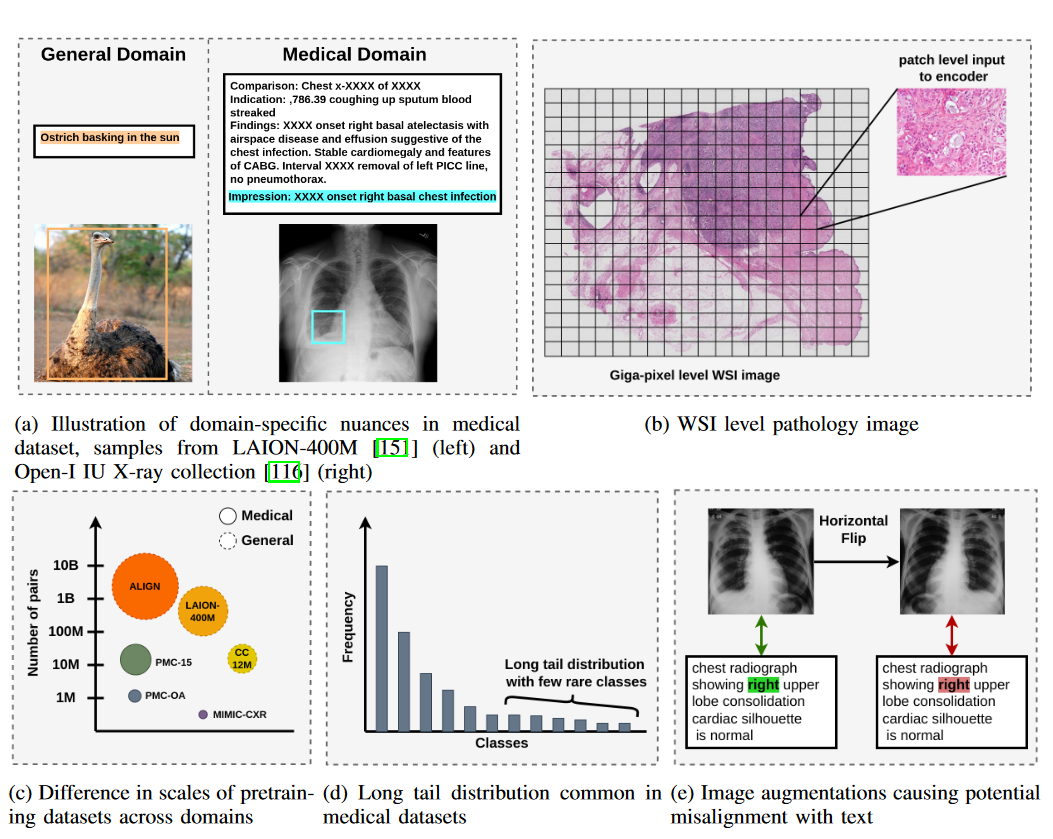 General Domain
Medical Domain
Ostrich basking in the sun
Comparison: Chest x-XXXX of XXXX
Indication: ,786.39 coughing up sputum blood
streaked
Findings: XXXX onset right basal atelectasis with
airspace disease and effusion suggestive of the
chest infection. Stable cardiomegaly and features
of CABG. Interval XXXX removal of left PICC line,
no pneumothorax.
Impression: XXXX onset right basal chest infection
patch level input
to encoder
Giga-pixel level WSI image
(a) Illustration of domain-specific nuances in medical
dataset, samples from LAION-400M [151] (left) and
Open-I IU X-ray collection [116] (right)
(b) WSI level pathology image
Medical
General
Number of pairs
10B
1B
100M
10M
1M
ALIGN
LAION-
400M
CC
12M
PMC-15
PMC-OA
MIMIC-CXR
Frequency
Long tail distribution
with few rare classes
Classes
Horizontal
Flip
chest radiograph
showing right upper
lobe consolidation
cardiac silhouette
is normal
chest radiograph
showing right upper
lobe consolidation
cardiac silhouette
is normal
(c) Difference in scales of pretrain-
ing datasets across domains
(d) Long tail distribution common in
medical datasets
(e) Image augmentations causing potential
misalignment with text